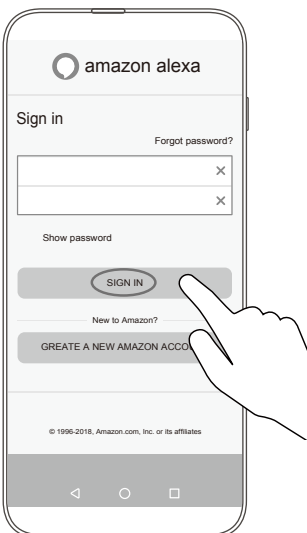 amazon alexa
Sign in
Forgot password?
Show password
SIGN IN
New to Amazon?
GREATE A NEW AMAZON
© 1996-2018, Amazon.com, Inc. or its affiliates